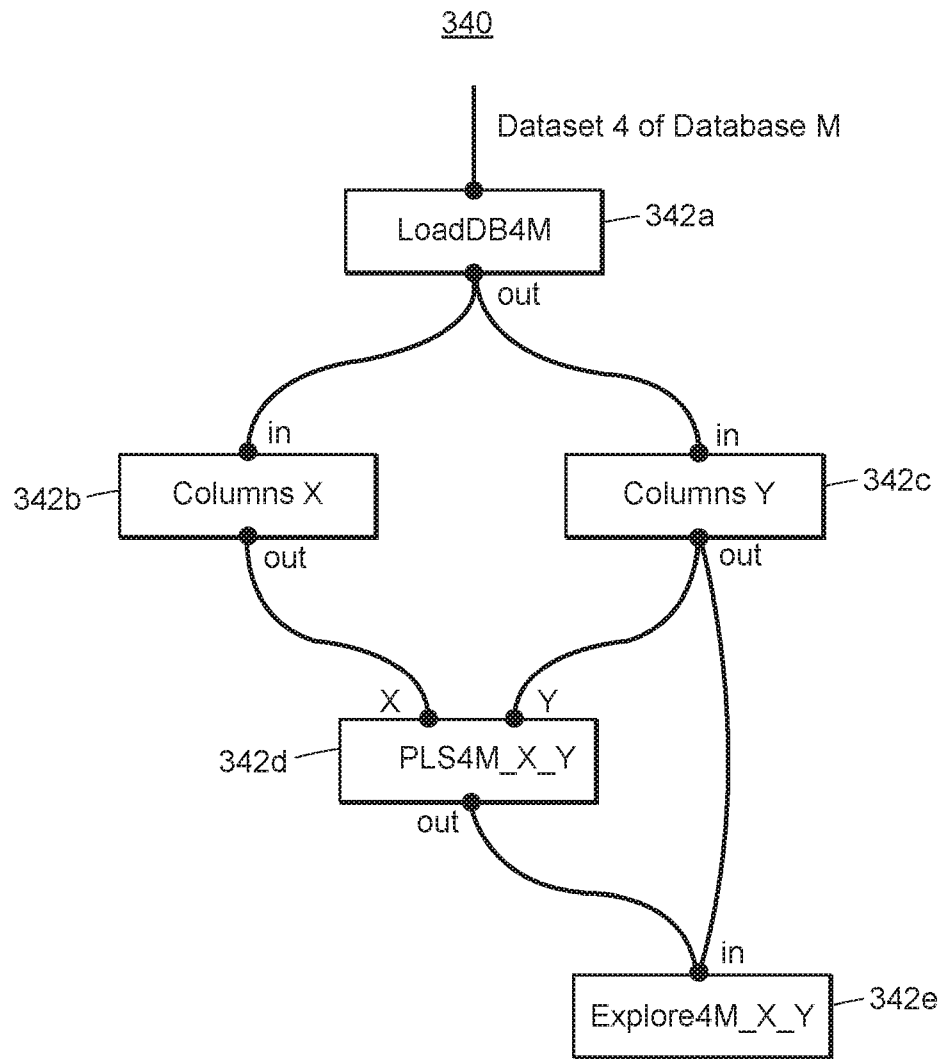 340
Dataset 4 of Database M
LoadDB4M
342a
out
in
in
342b
Columns X
Columns Y
342c
out
out
X
Y
342d
PLS4M_X_Y
out
in
Explore4M_X_Y
342e